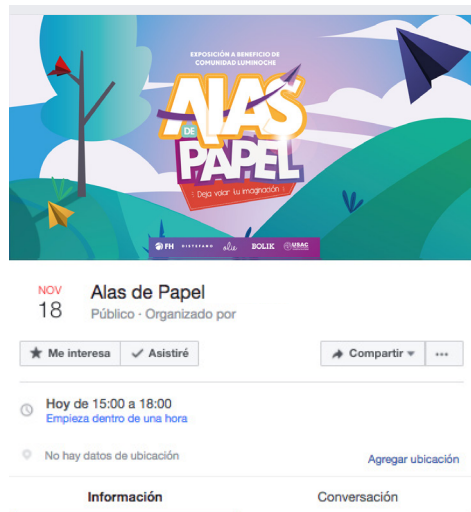 EXPOSICIÓN A BENEFICIO DE
COMUNIDAD LUMINOCHE
ALAS
DE
PAPEL
¡Deja volar tu imaginación!
FH DISTEFANO olie BOLIK USAC
NOV
18
Alas de Papel
Público · Organizado por
Me interesa Asistiré Compartir ...
Hoy de 15:00 a 18:00
Empieza dentro de una hora
No hay datos de ubicación Agregar ubicación
Información Conversación